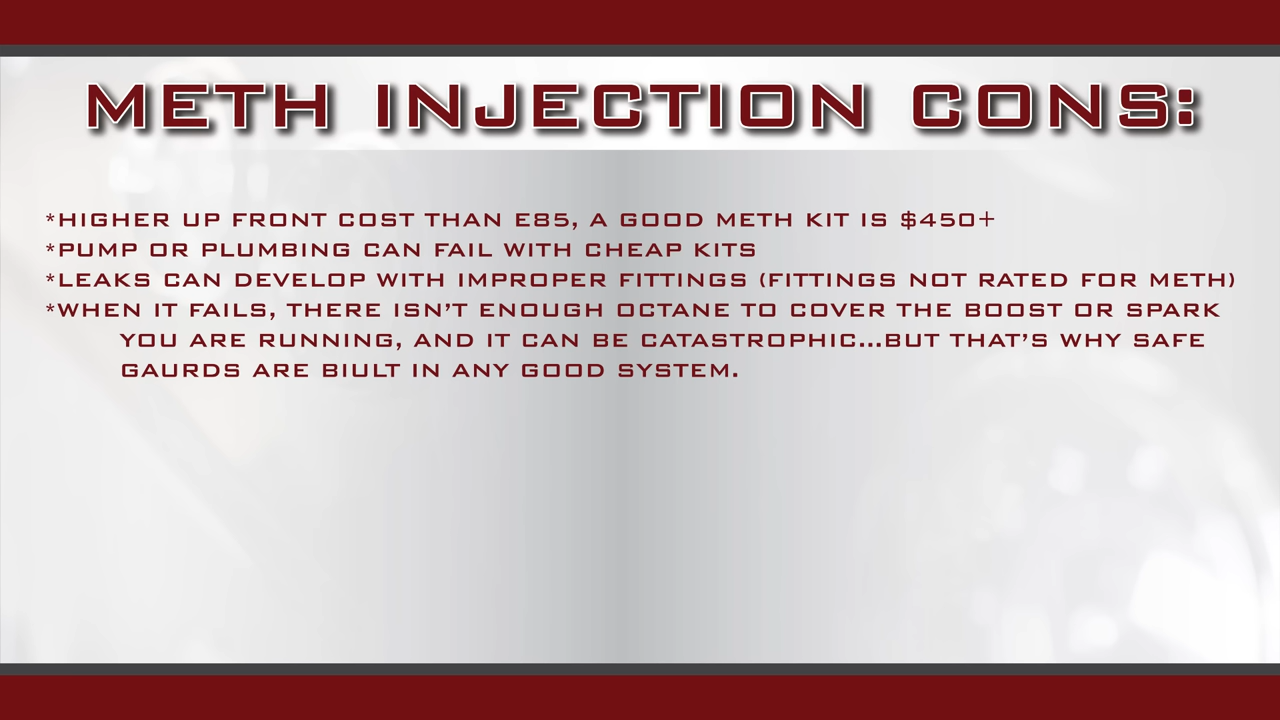 METH INJECTION CONS:
*HIGHER UP FRONT COST THAN E85, A GOOD METH KIT IS $450+
*PUMP OR PLUMBING CAN FAIL WITH CHEAP KITS
*LEAKS CAN DEVELOP WITH IMPROPER FITTINGS (FITTINGS NOT RATED FOR METH)
*WHEN IT FAILS, THERE ISN'T ENOUGH OCTANE TO COVER THE BOOST OR SPARK
YOU ARE RUNNING, AND IT CAN BE CATASTROPHIC...BUT THAT'S WHY SAFE
GAURDS ARE BIULT IN ANY GOOD SYSTEM.